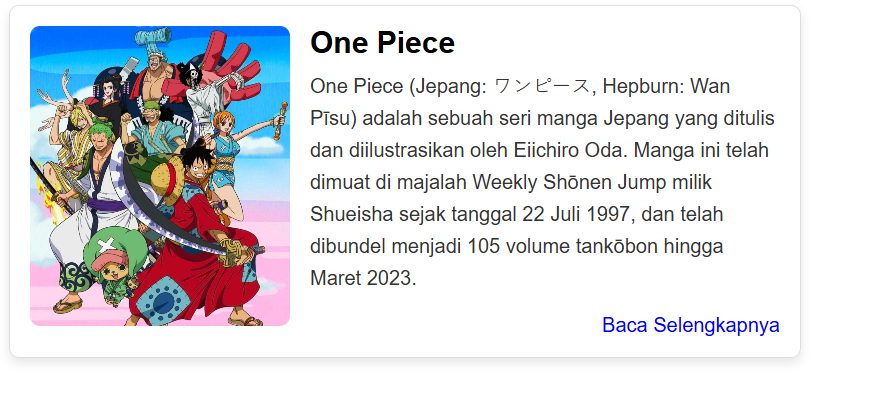 One Piece
One Piece (Jepang: ワンピース, Hepburn: Wan
Pīsu) adalah sebuah seri manga Jepang yang ditulis
dan diilustrasikan oleh Eiichiro Oda. Manga ini telah
dimuat di majalah Weekly Shōnen Jump milik
Shueisha sejak tanggal 22 Juli 1997, dan telah
dibundel menjadi 105 volume tankōbon hingga
Maret 2023.
Baca Selengkapnya